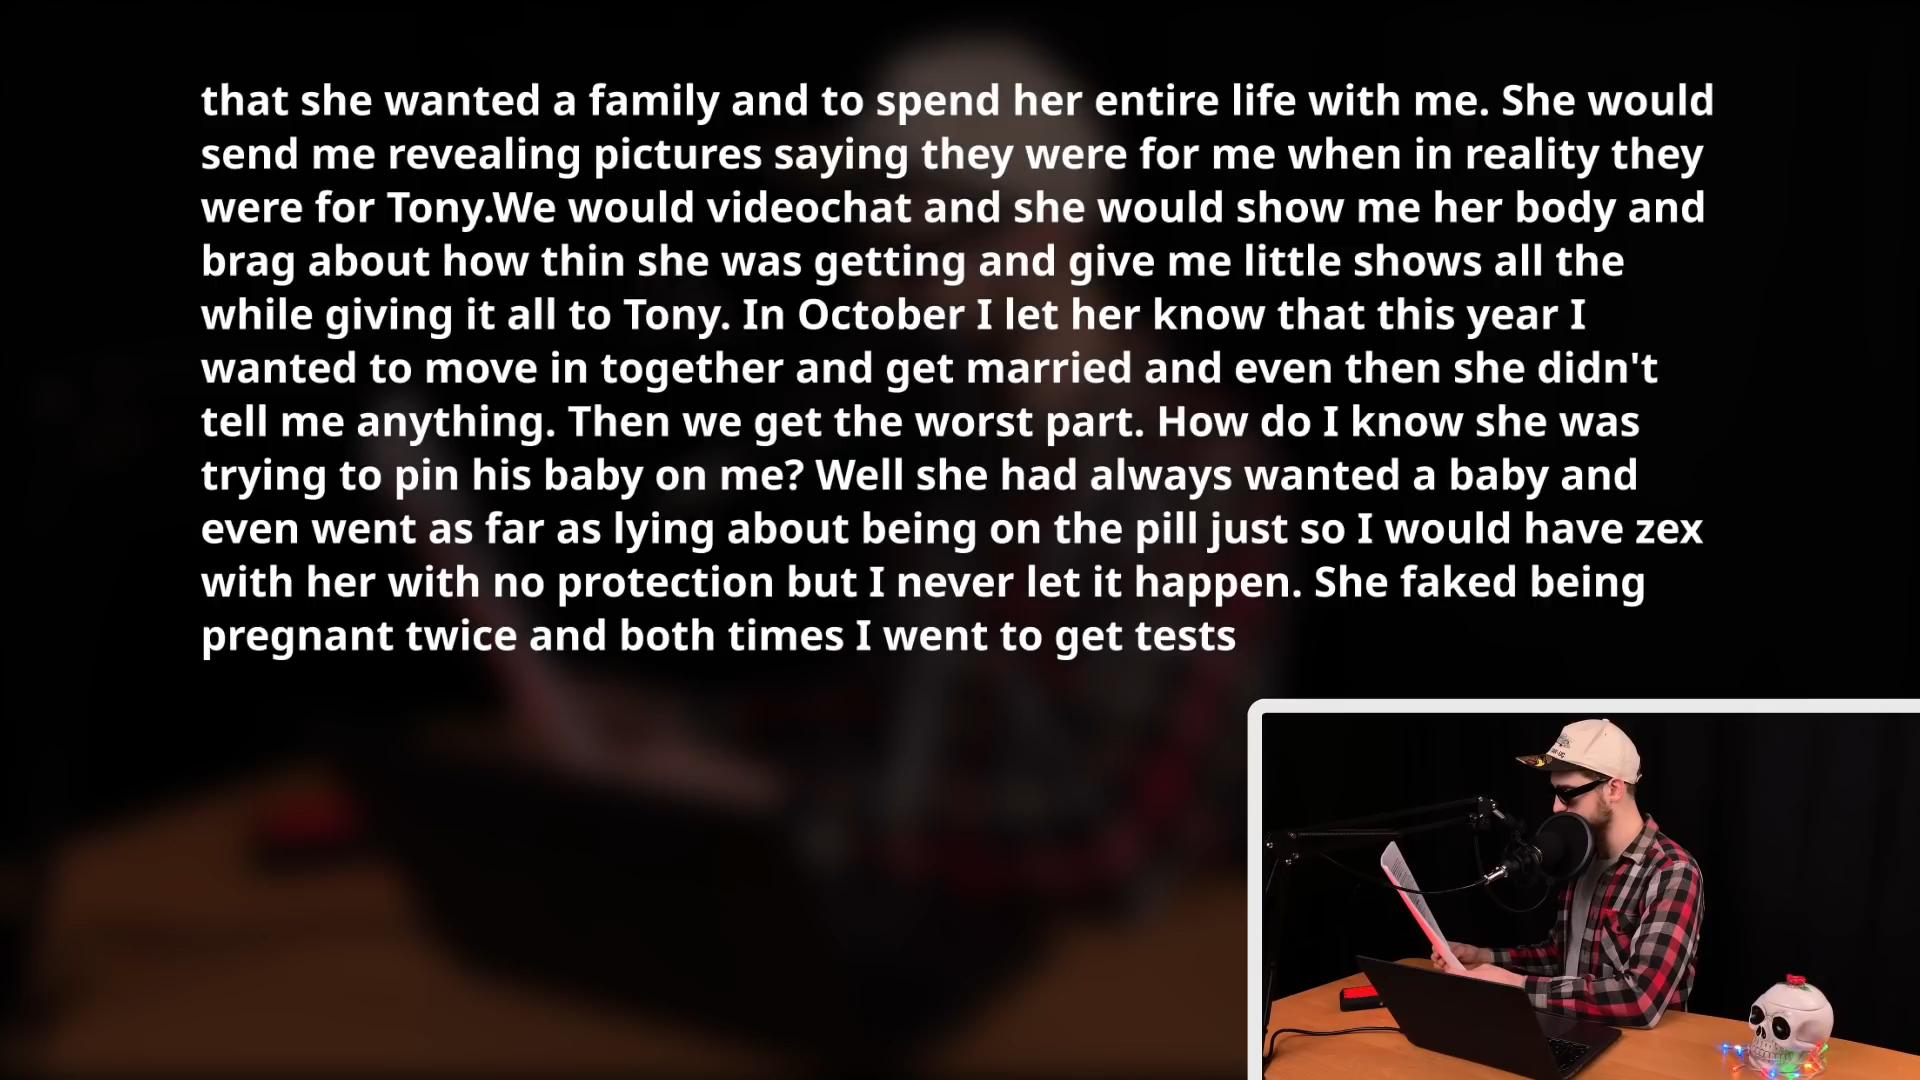 that she wanted a family and to spend her entire life with me. She would
send me revealing pictures saying they were for me when in reality they
were for Tony.We would videochat and she would show me her body and
brag about how thin she was getting and give me little shows all the
while giving it all to Tony. In October I let her know that this year I
wanted to move in together and get married and even then she didn't
tell me anything. Then we get the worst part. How do I know she was
trying to pin his baby on me? Well she had always wanted a baby and
even went as far as lying about being on the pill just so I would have zex
with her with no protection but I never let it happen. She faked being
pregnant twice and both times I went to get tests